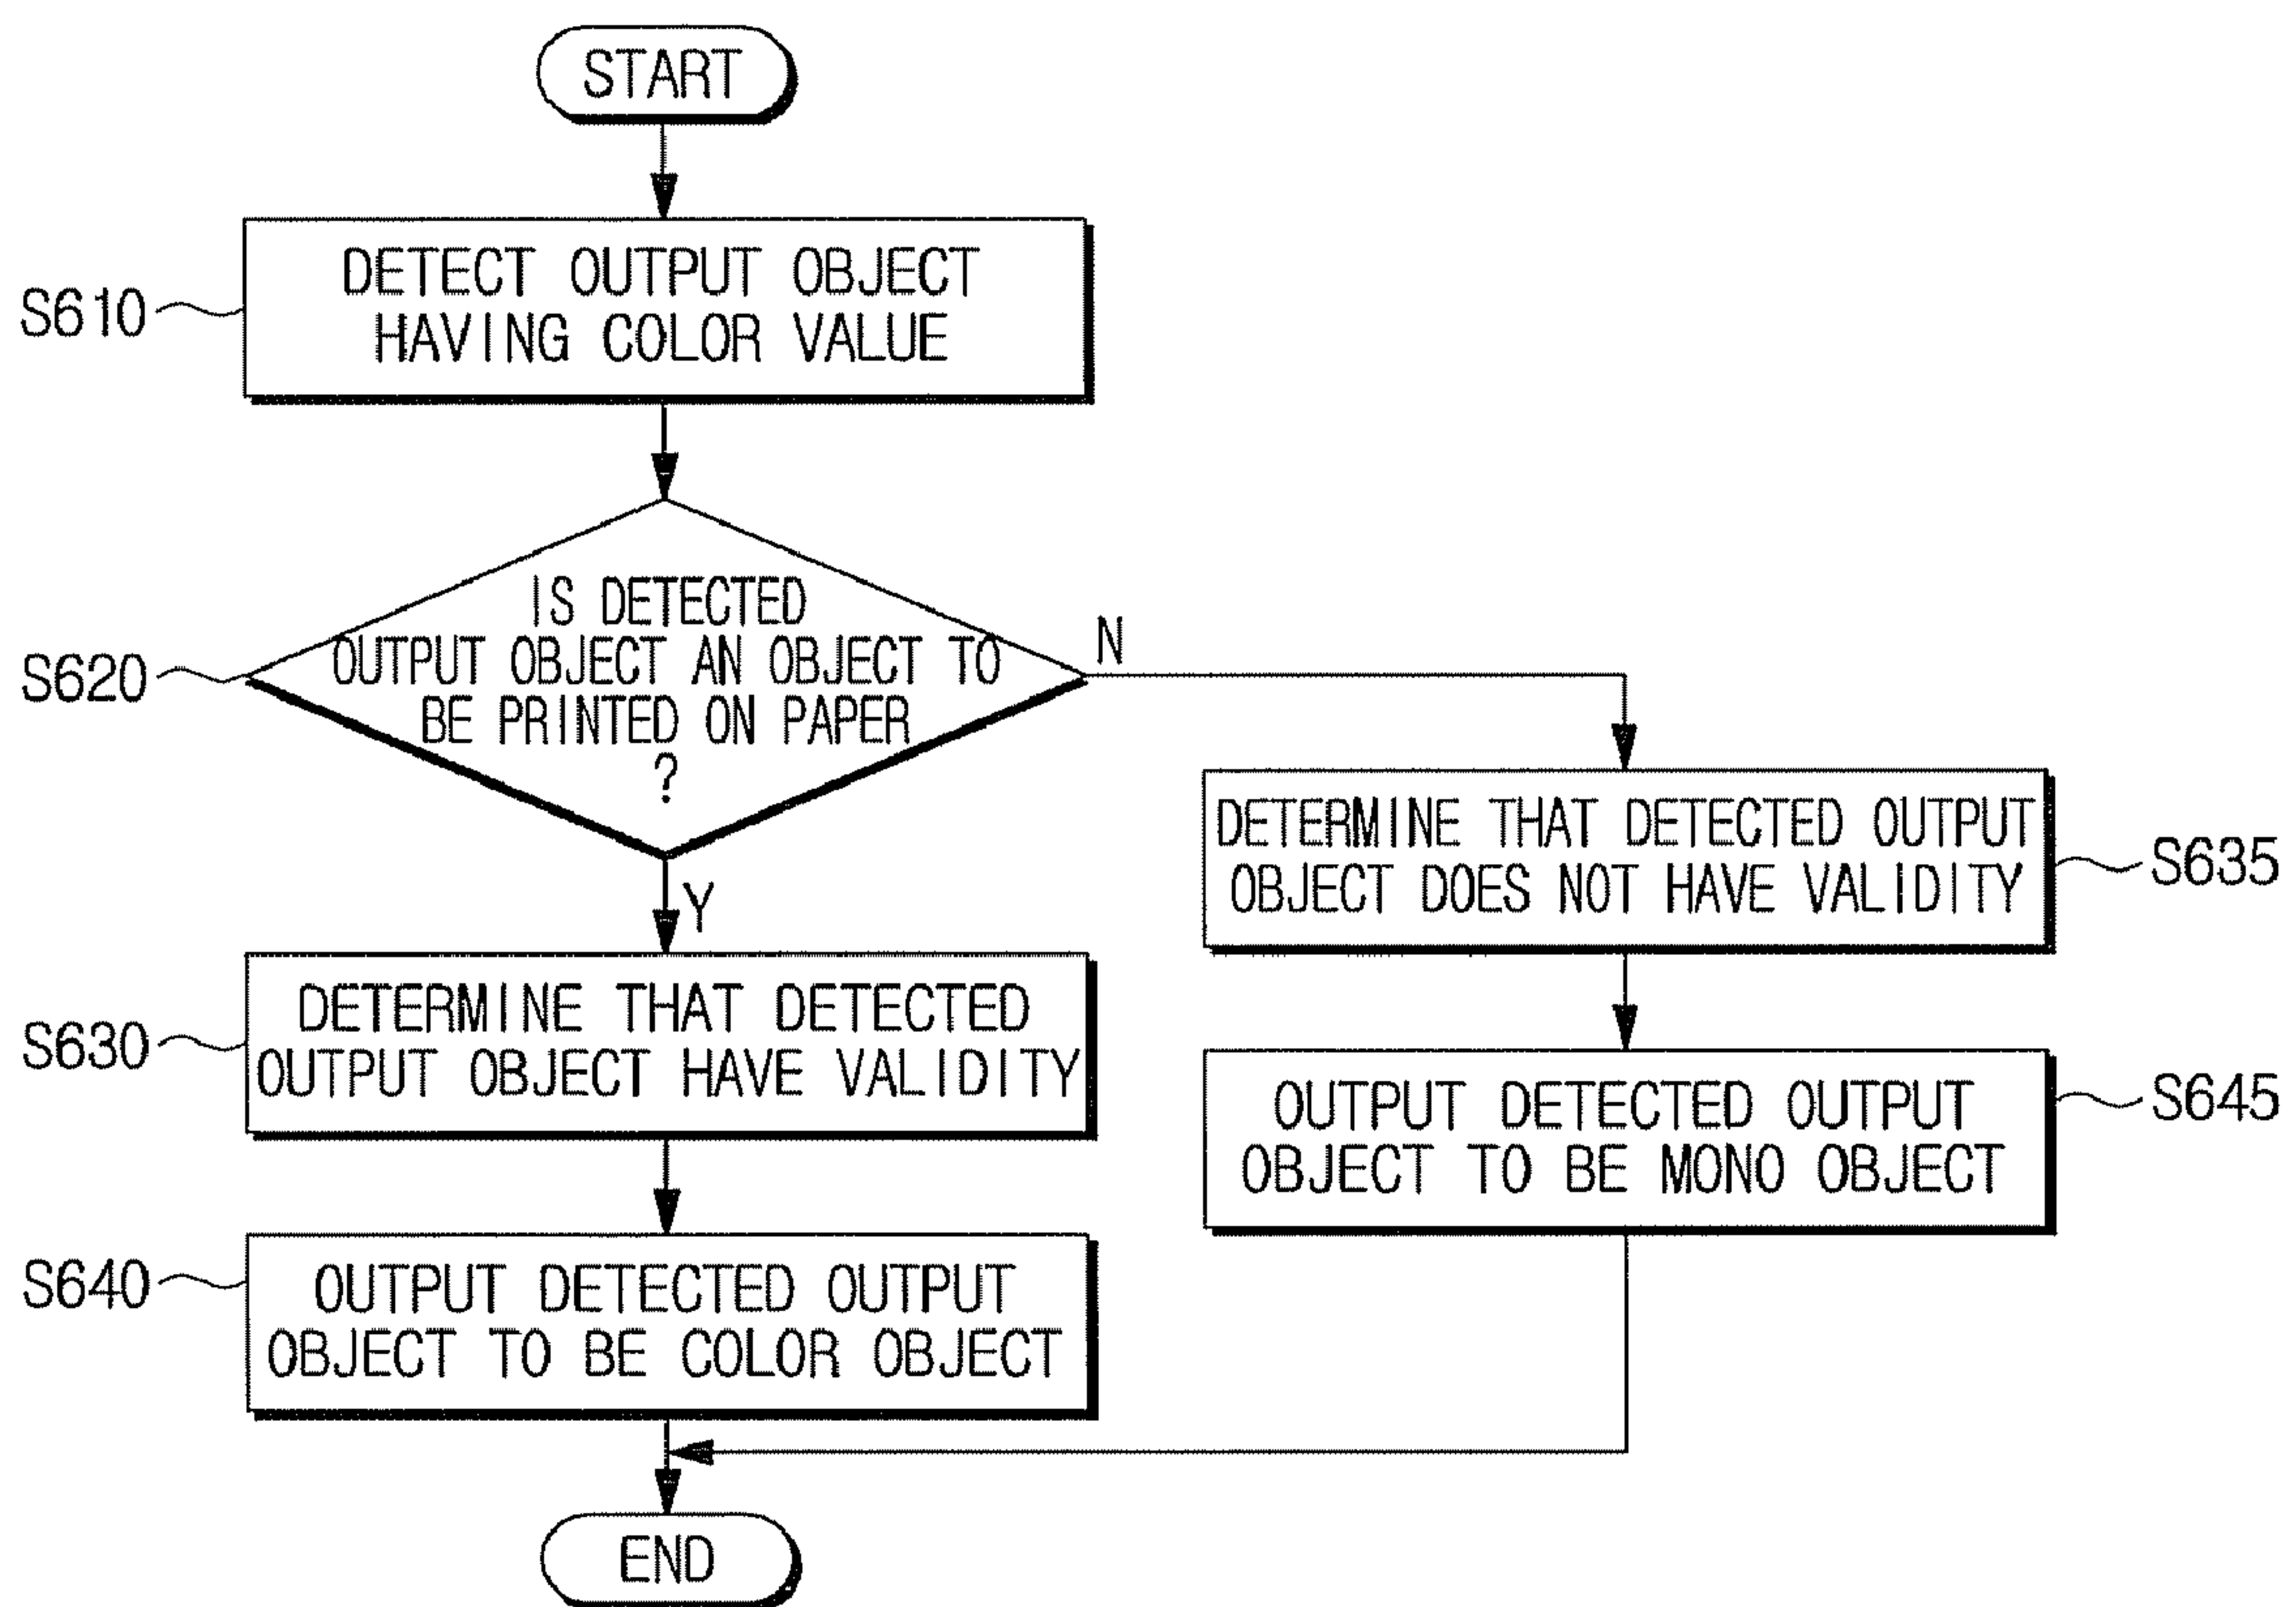 START
S610
DETECT OUTPUT OBJECT
HAVING COLOR VALUE
S620
IS DETECTED
OUTPUT OBJECT AN OBJECT TO
BE PRINTED ON PAPER
?
N
Y
DETERMINE THAT DETECTED OUTPUT
OBJECT DOES NOT HAVE VALIDITY
S635
S630
DETERMINE THAT DETECTED
OUTPUT OBJECT HAVE VALIDITY
OUTPUT DETECTED OUTPUT
OBJECT TO BE MONO OBJECT
S645
S640
OUTPUT DETECTED OUTPUT
OBJECT TO BE COLOR OBJECT
END